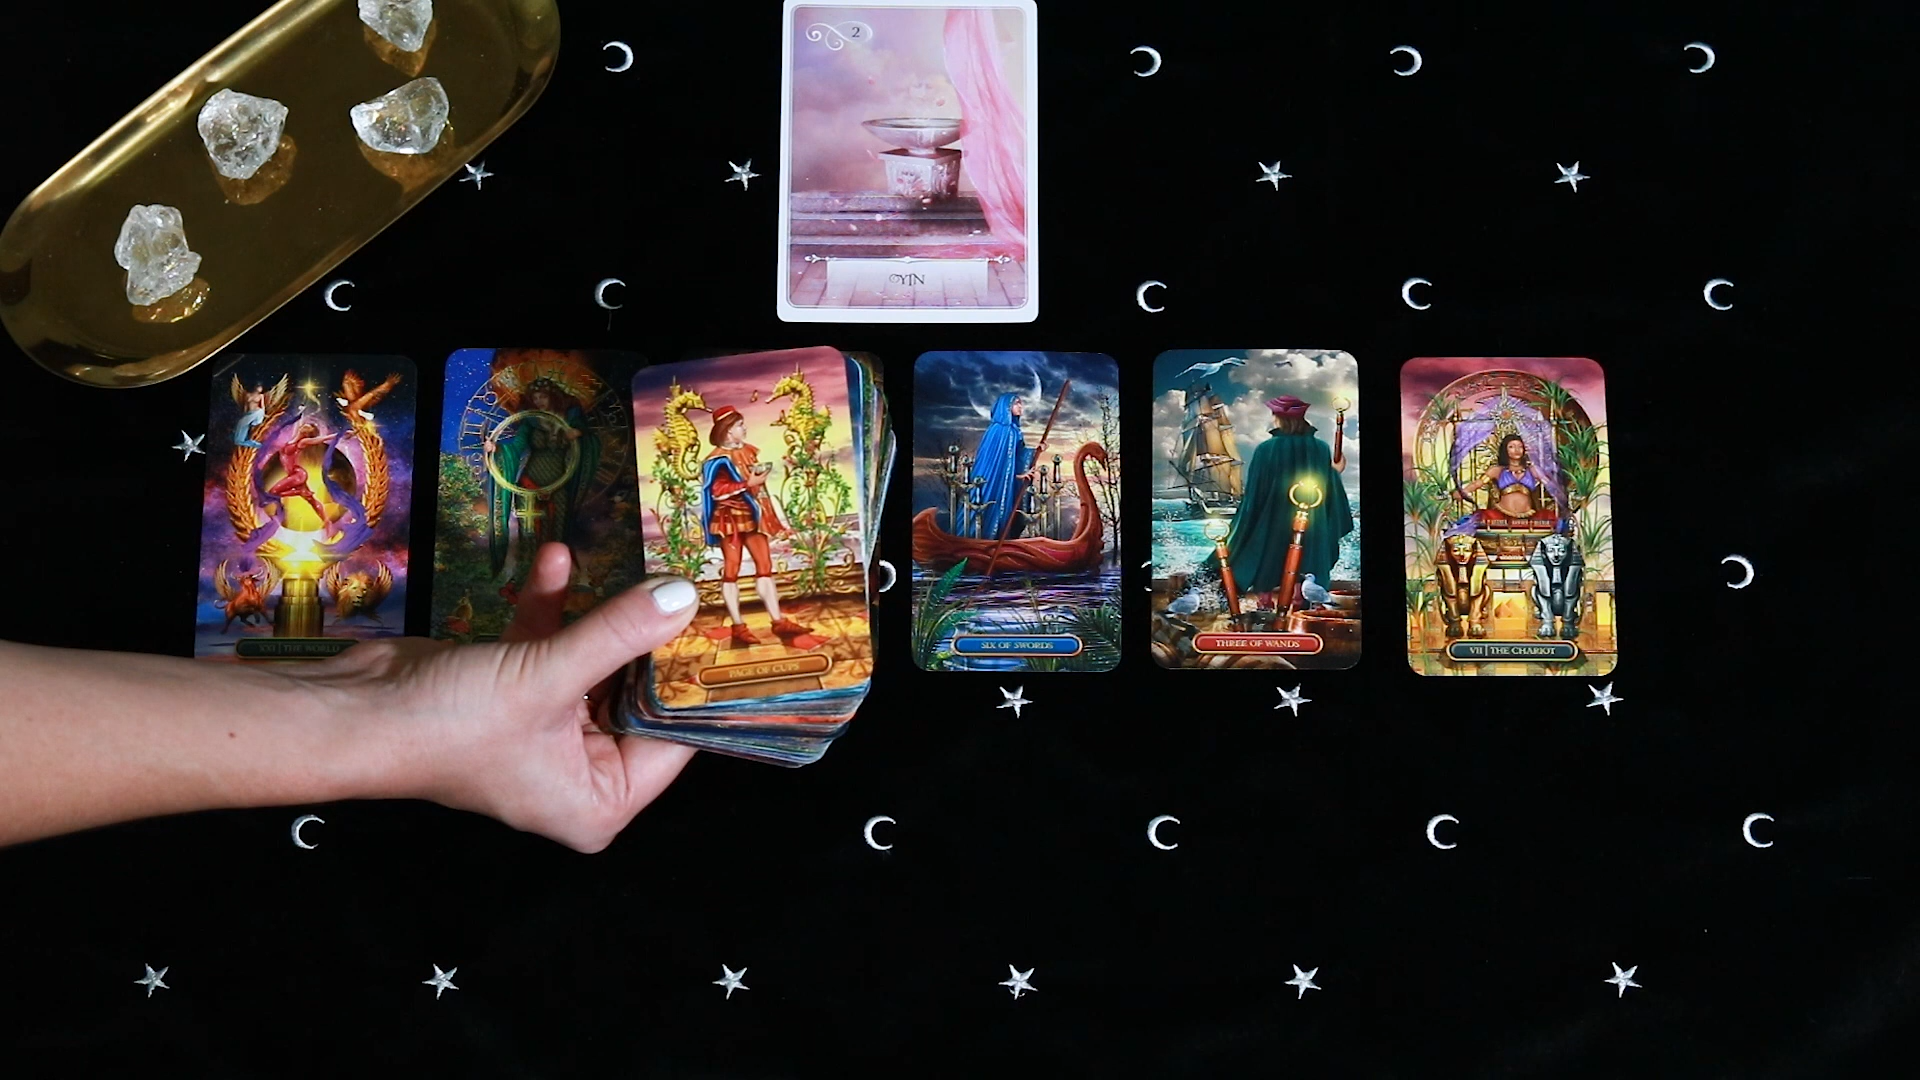 2
YIN
XXI | THE WORLD
PAGE OF CUPS
SIX OF SWORDS
THREE OF WANDS
VII | THE CHARIOT